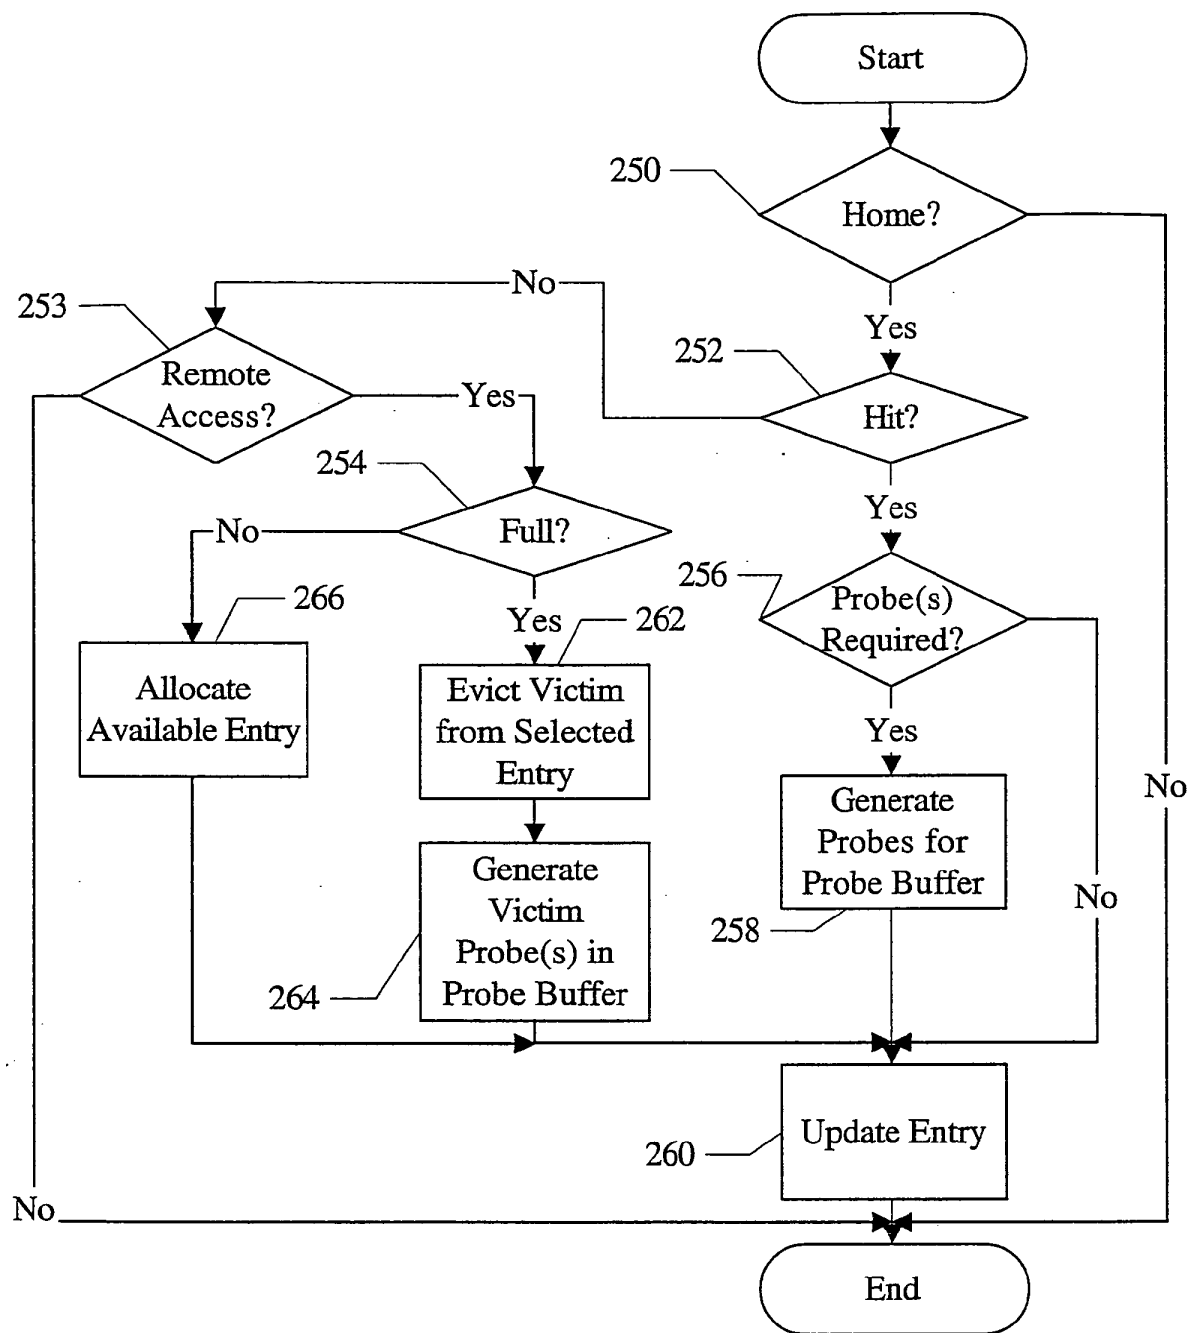 Start
250
Home?
No
253
Yes
252
Remote
Access?
Yes
Hit?
254
Yes
No
Full?
256
Probe(s)
Required?
266
Yes
262
Allocate
Available Entry
Evict Victim
from Selected
Entry
Yes
No
Generate
Probes for
Probe Buffer
Generate
Victim
Probe(s) in
Probe Buffer
No
258
264
Update Entry
260
No
End